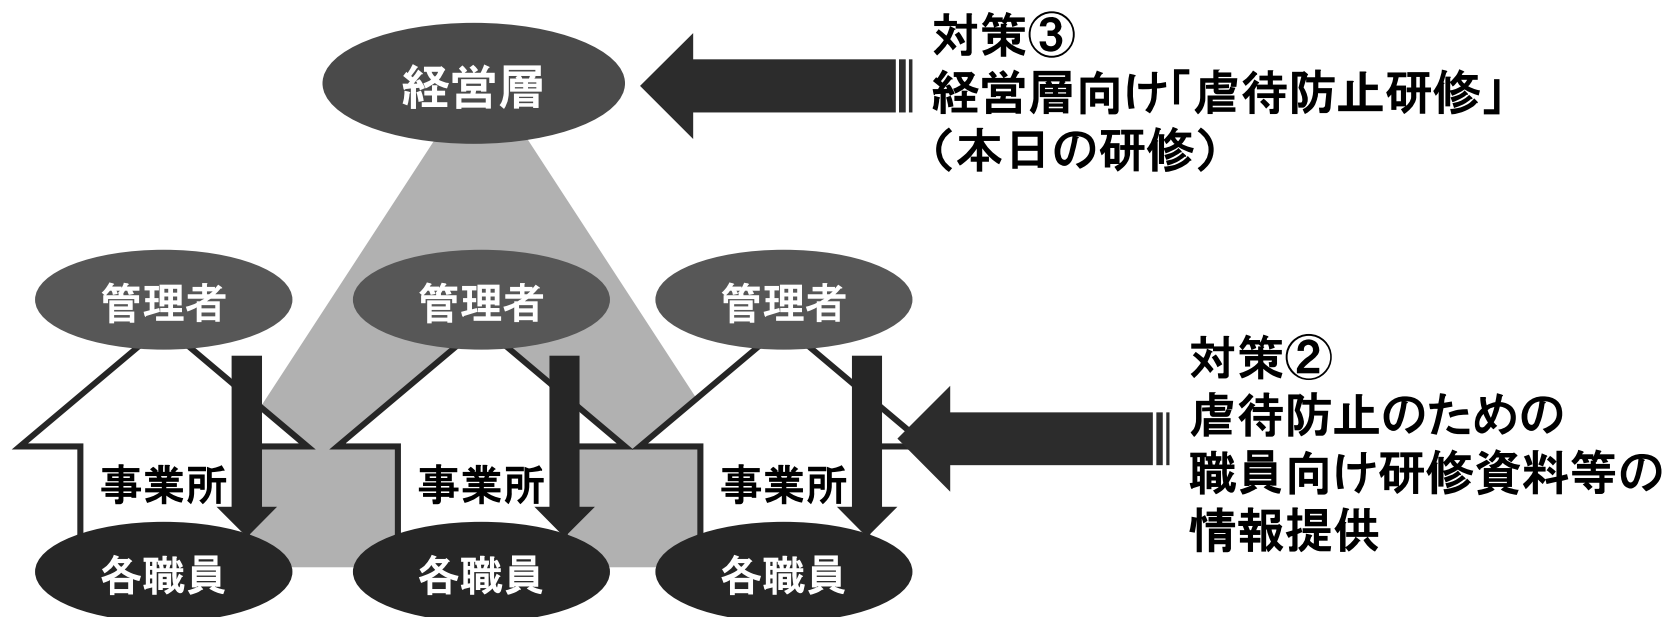 対策③
経営層向け「虐待防止研修」
（本日の研修）
経営層
管理者
管理者
管理者
対策②
虐待防止のための
職員向け研修資料等の
情報提供
事業所
事業所
事業所
各職員
各職員
各職員